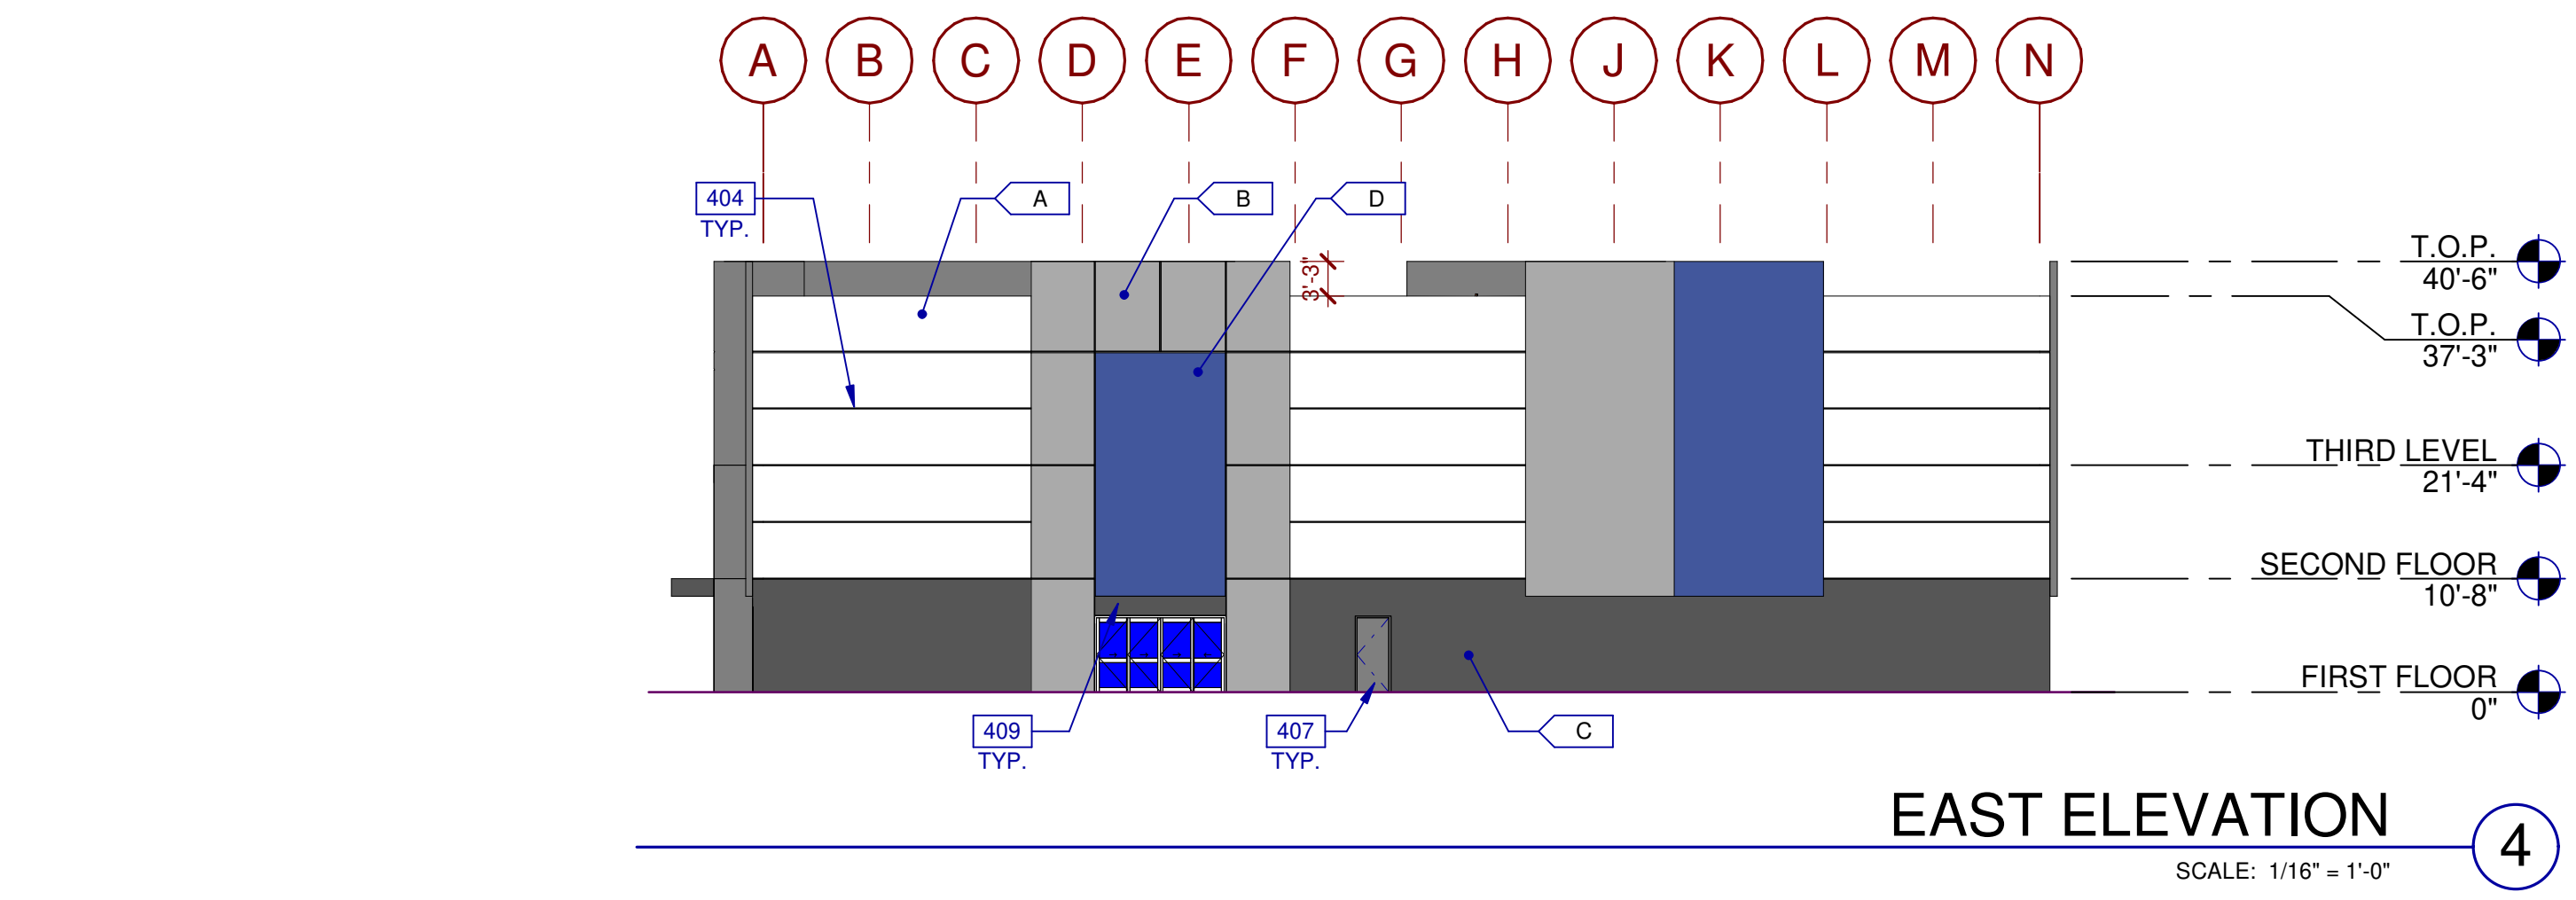 A B C D E F G H J K L M N
404
TYP.
A
B
D
3'-3"
T.O.P.
40'-6"
T.O.P.
37'-3"
THIRD LEVEL
21'-4"
SECOND FLOOR
10'-8"
FIRST FLOOR
0"
409
TYP.
407
TYP.
C
EAST ELEVATION
4
SCALE: 1/16" = 1'-0"